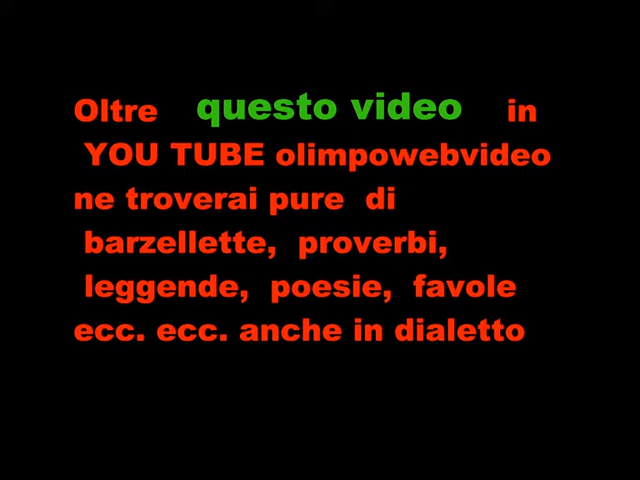 Oltre questo video in
YOU TUBE olimpowebvideo
ne troverai pure di
barzellette, proverbi,
leggende, poesie, favole
ecc. ecc. anche in dialetto